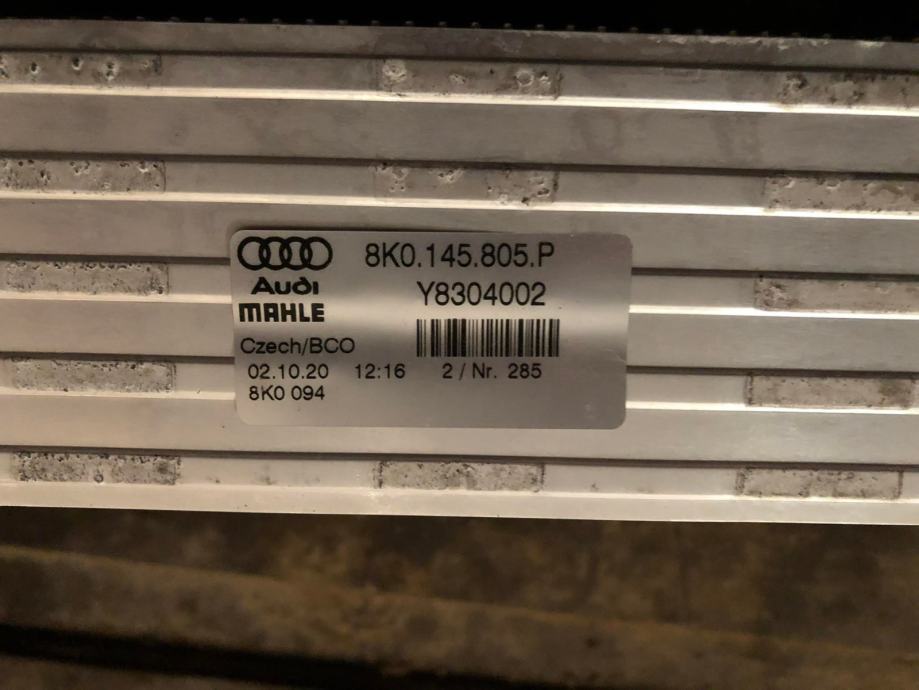 8K0.145.805.P
Audi
Y8304002
MAHLE
Czech/BCO
02.10.20 12:16 2 / Nr. 285
8K0 094